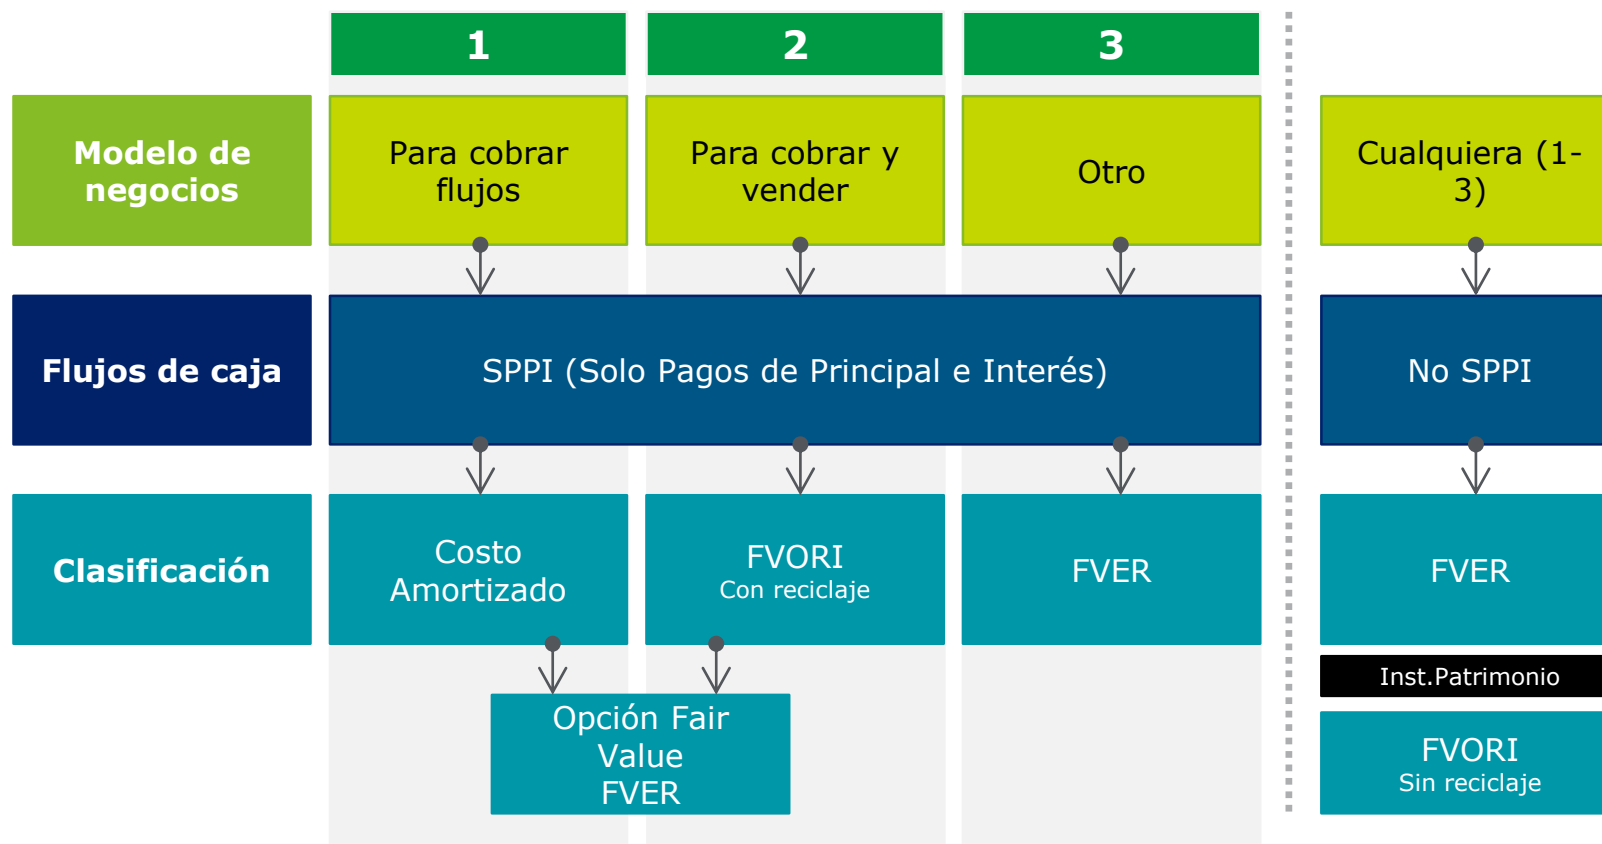 1
2
3
Modelo de
negocios
Para cobrar
flujos
Para cobrar y
vender
Otro
Cualquiera (1-
3)
Flujos de caja
SPPI (Solo Pagos de Principal e Interés)
No SPPI
Clasificación
Costo
Amortizado
FVORI
Con reciclaje
FVER
FVER
Inst.Patrimonio
Opción Fair
Value
FVER
FVORI
Sin reciclaje